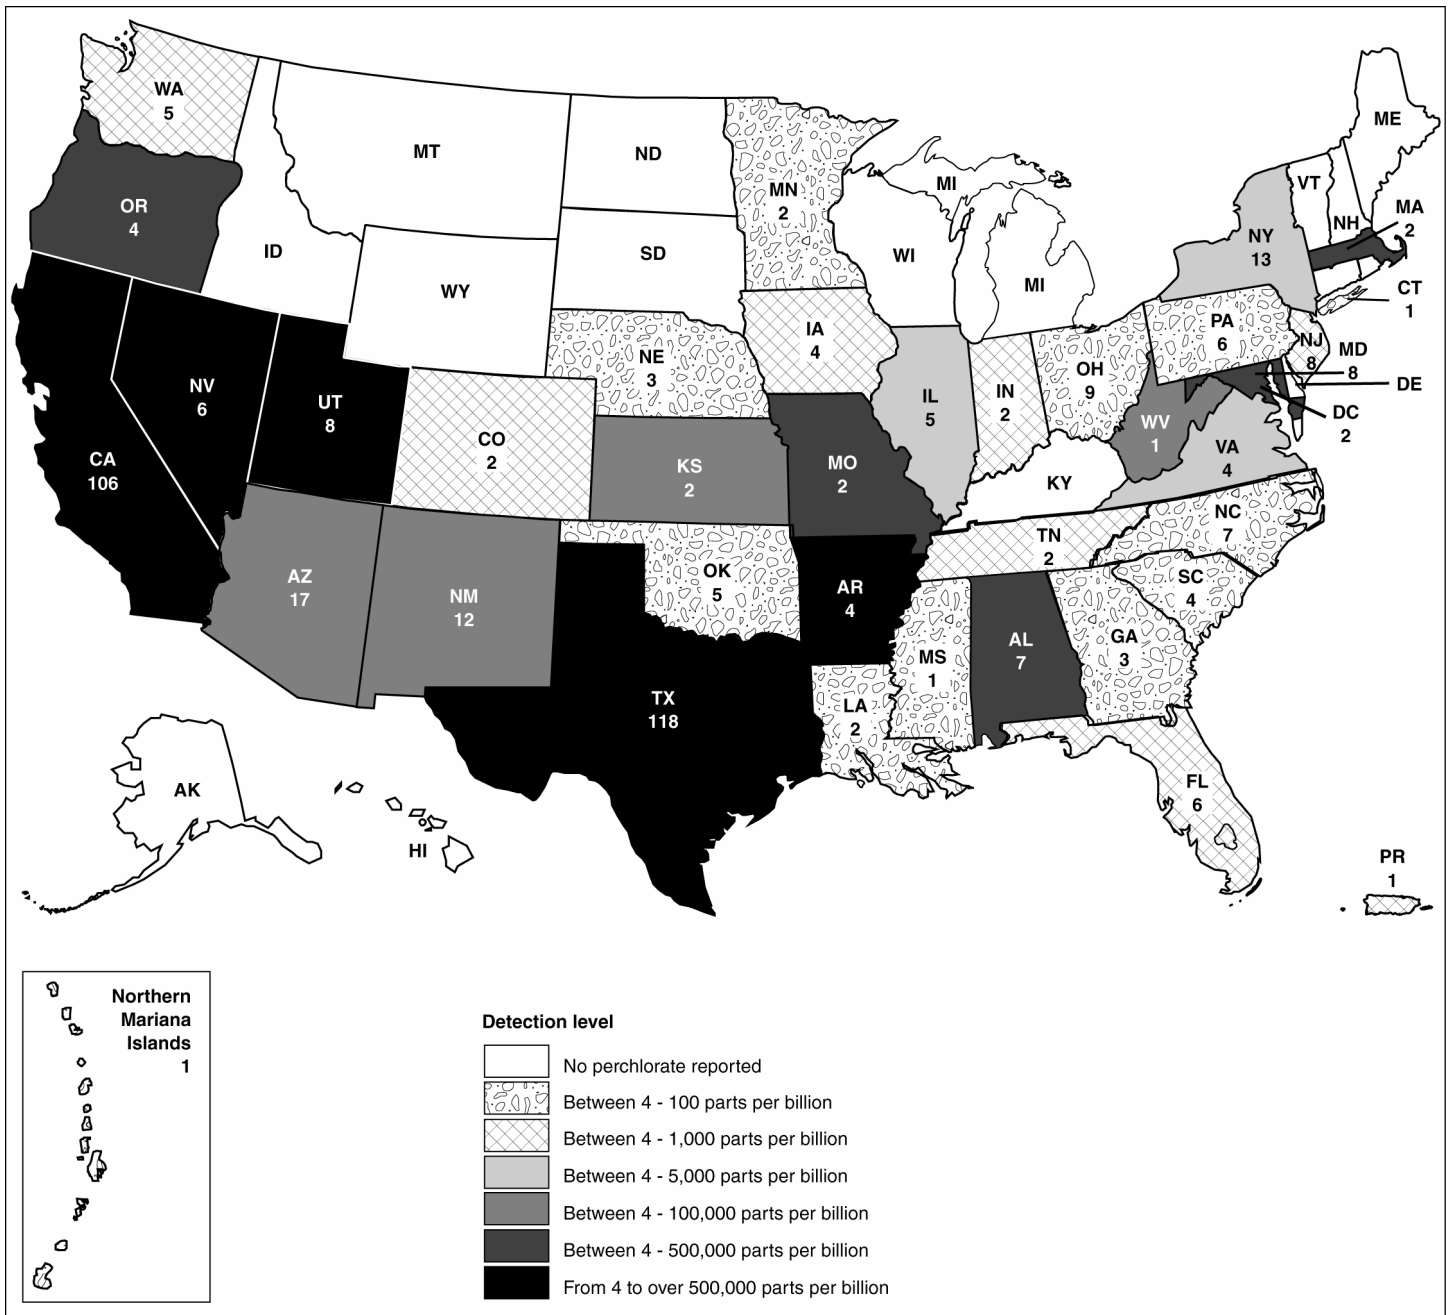 WA
5
MT
ND
MN
2
ME
OR
4
ID
SD
WY
WI
MI
MI
VT
NH
MA
2
NY
13
CT
1
NV
6
UT
8
CA
106
CO
2
NE
3
IA
4
IL
5
IN
2
OH
9
PA
6
NJ
8
MD
8
DE
DC
2
WV
1
VA
4
KS
2
MO
2
KY
AZ
17
NM
12
OK
5
AR
4
TN
2
NC
7
SC
4
TX
118
LA
2
MS
1
AL
7
GA
3
FL
6
AK
HI
PR
1
Northern
Mariana
Islands
1
Detection level
No perchlorate reported
Between 4 - 100 parts per billion
Between 4 - 1,000 parts per billion
Between 4 - 5,000 parts per billion
Between 4 - 100,000 parts per billion
Between 4 - 500,000 parts per billion
From 4 to over 500,000 parts per billion